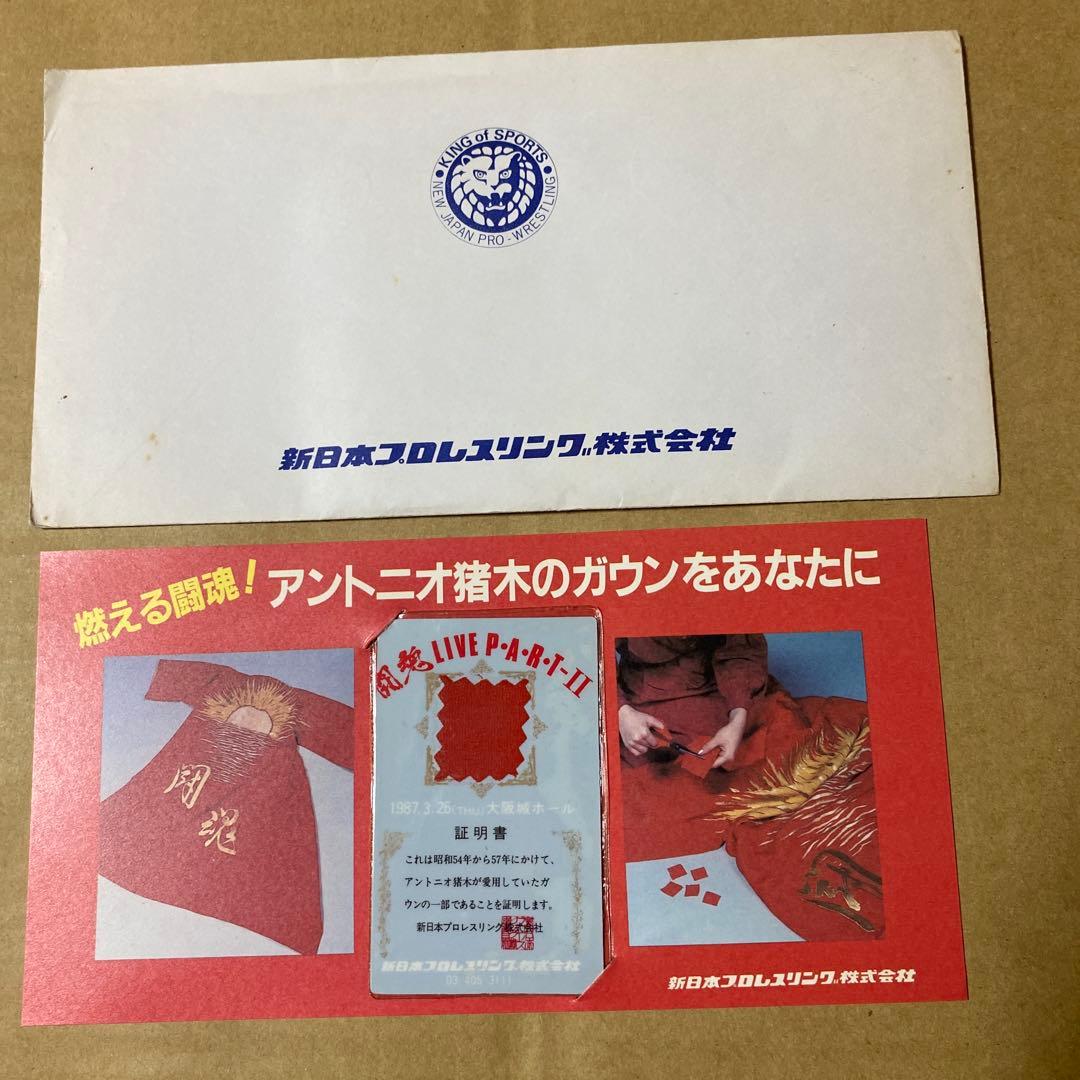 KING of SPORTS
NEW JAPAN PRO-WRESTLING
新日本プロレスリング株式会社
燃える闘魂！アントニオ猪木のガウンをあなたに
闘魂 LIVE P・A・R・T-II
闘魂
1987.3.26(THU)大阪城ホール
証明書
これは昭和54年から57年にかけて、
アントニオ猪木が愛用していたガ
ウンの一部であることを証明します。
新日本プロレスリング株式会社
新日本プロレスリング株式会社
03 405 3111
新日本プロレスリング株式会社